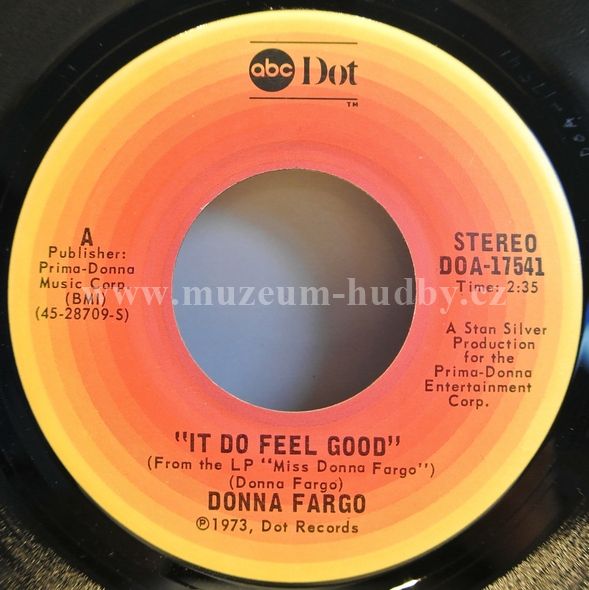 abc Dot
TM
A
Publisher:
Prima-Donna
Music Corp.
(BMI)
(45-28709-S)
STEREO
DOA-17541
Time: 2:35
A Stan Silver
Production
for the
Prima-Donna
Entertainment
Corp.
www.muzeum-hudby.cz
"IT DO FEEL GOOD"
(From the LP "Miss Donna Fargo")
(Donna Fargo)
DONNA FARGO
℗1973, Dot Records